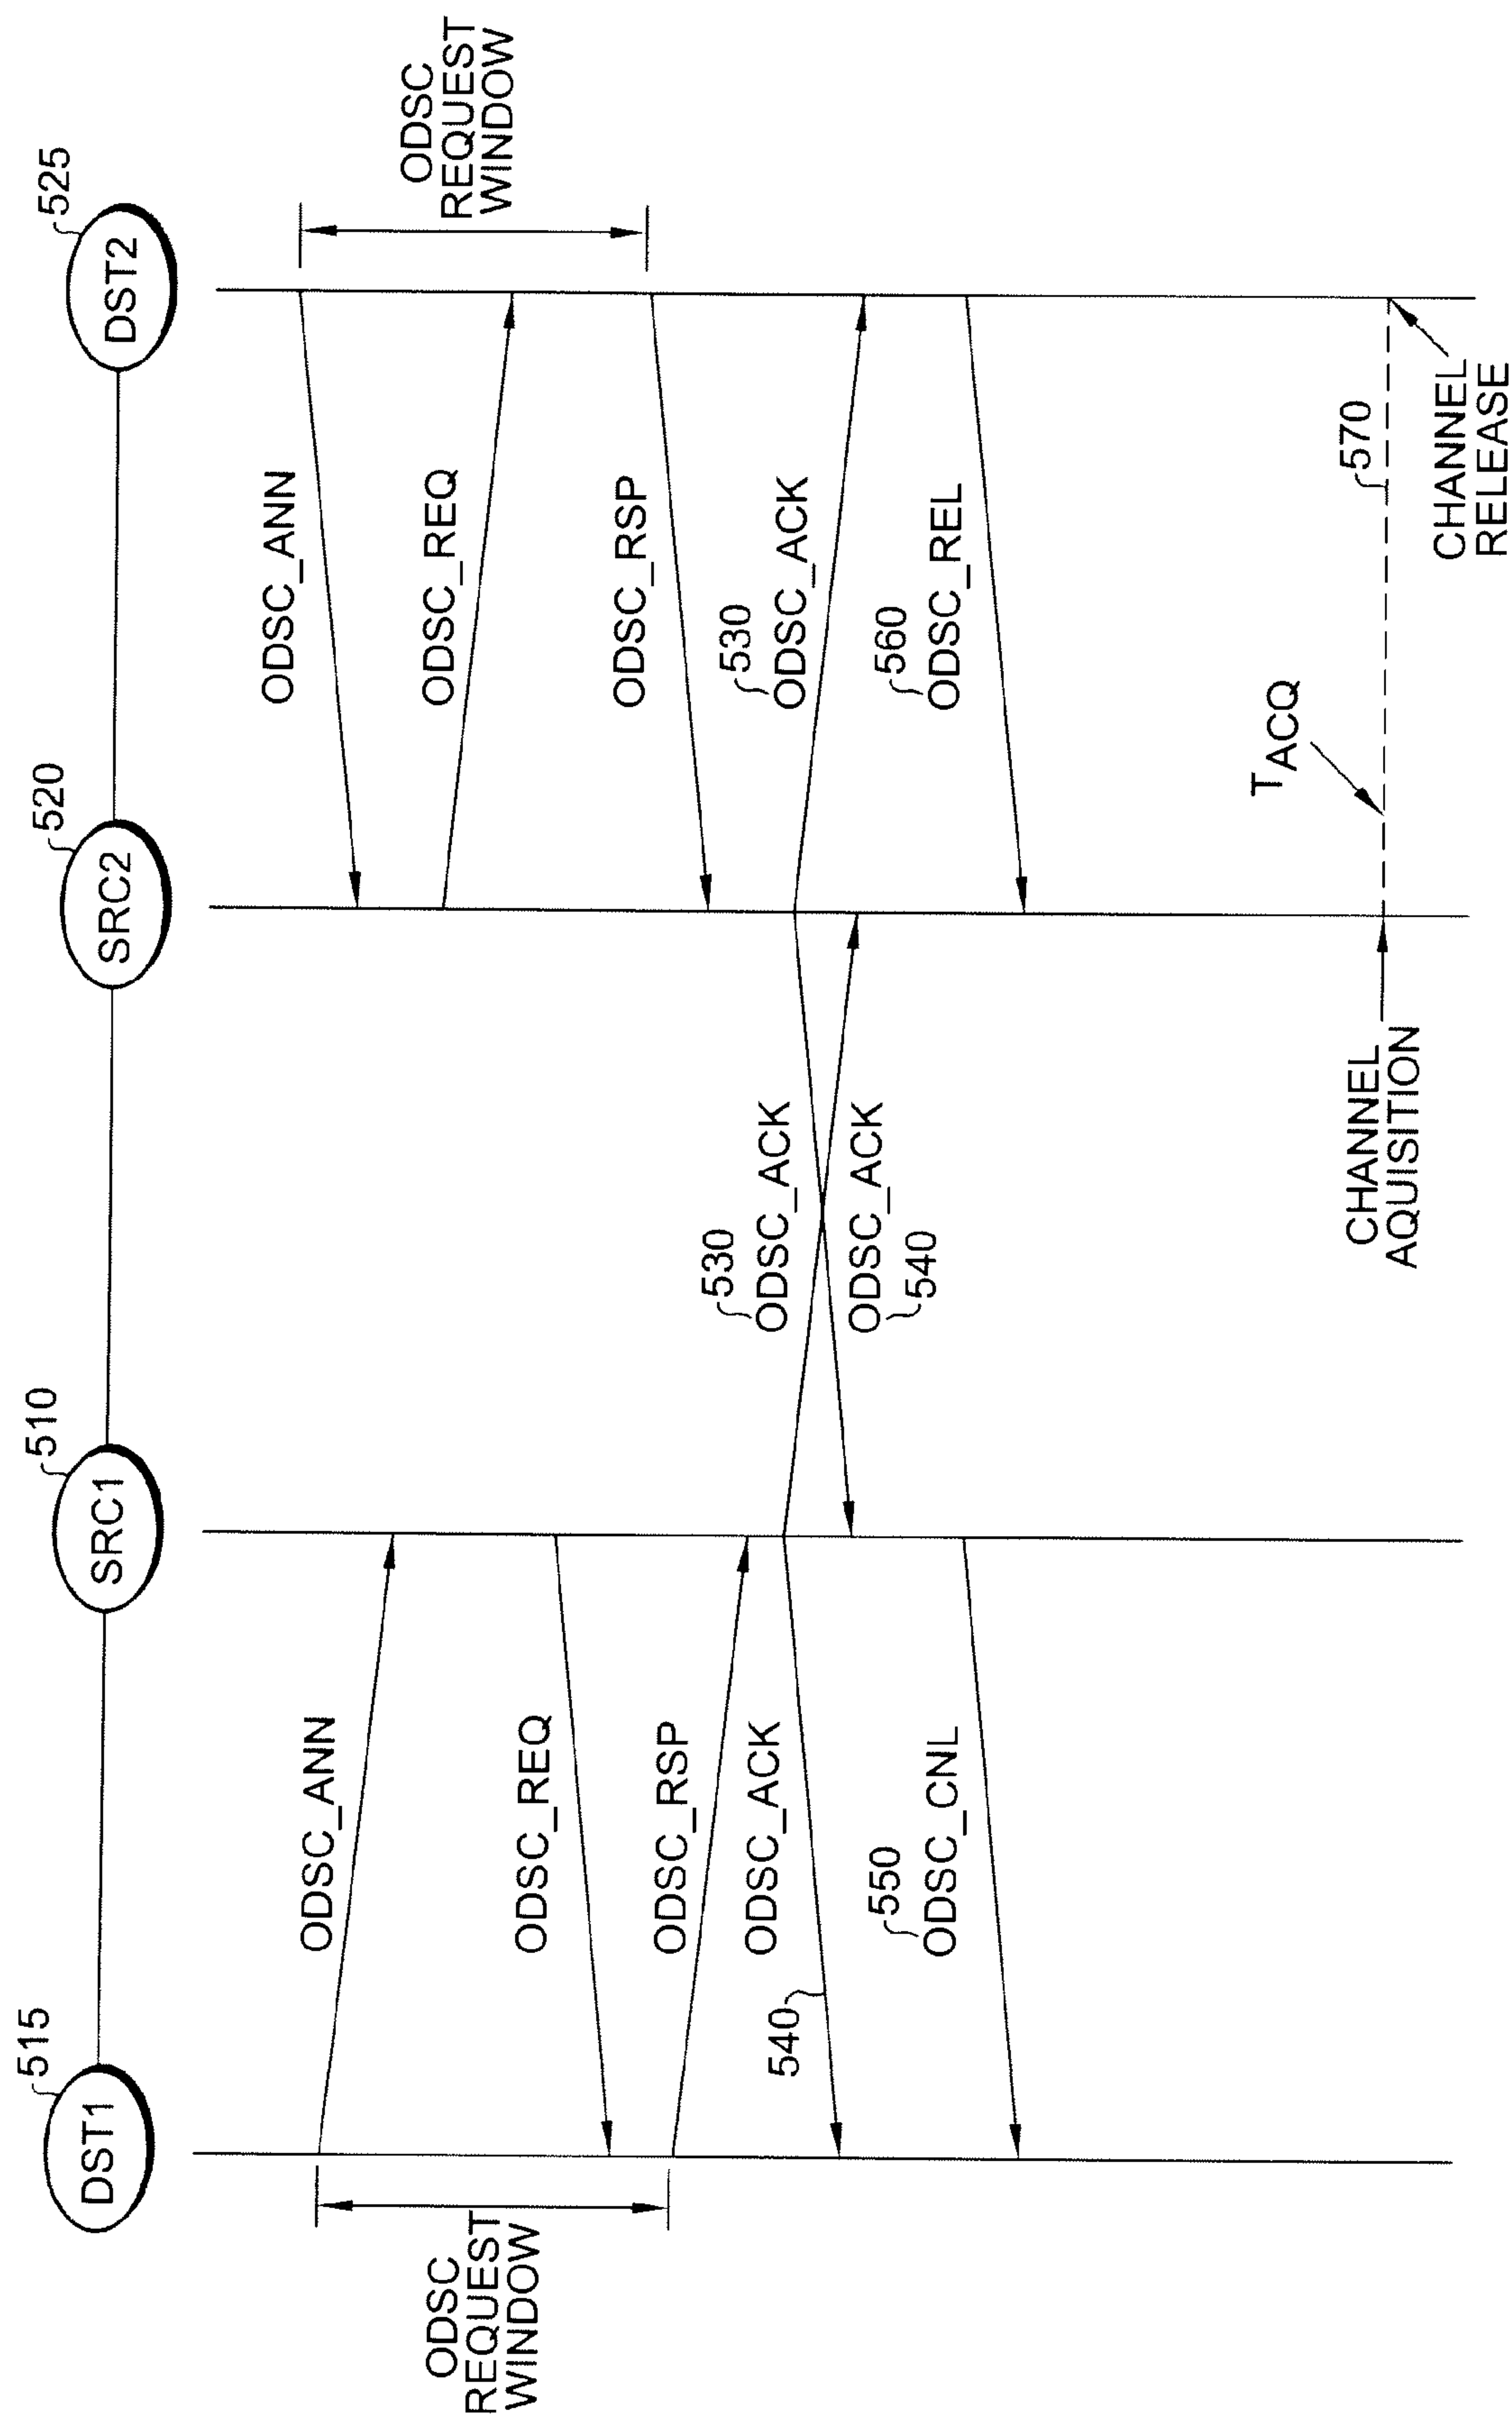 515
DST1
510
SRC1
520
SRC2
525
DST2
ODSC
REQUEST
WINDOW
ODSC_ANN
ODSC_REQ
ODSC_RSP
ODSC_ACK
540
550
ODSC_CNL
530
ODSC_ACK
ODSC_ACK
540
ODSC_ANN
ODSC_REQ
ODSC_RSP
530
ODSC_ACK
560
ODSC_REL
ODSC
REQUEST
WINDOW
CHANNEL
AQUISITION
TACQ
570
CHANNEL
RELEASE